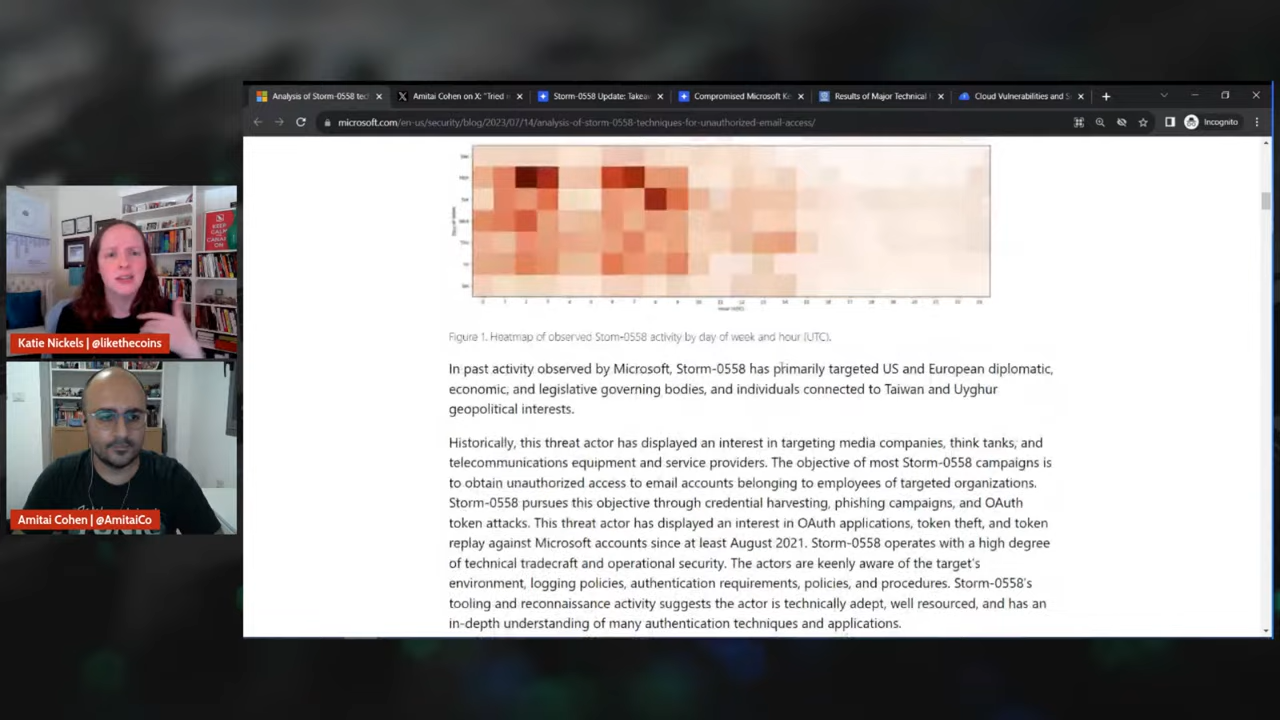 Analysis of Storm-0558 tec
Amitai Cohen on X: "Tried
Storm-0558 Update: Takea
Compromised Microsoft Ke
Results of Major Technical
Cloud Vulnerabilities and S
microsoft.com/en-us/security/blog/2023/07/14/analysis-of-storm-0558-techniques-for-unauthorized-email-access/
Incognito
KEEP
CALM
Katie Nickels | @likethecoins
Amitai Cohen | @AmitaiCo
Figure 1. Heatmap of observed Storm-0558 activity by day of week and hour (UTC).
In past activity observed by Microsoft, Storm-0558 has primarily targeted US and European diplomatic,
economic, and legislative governing bodies, and individuals connected to Taiwan and Uyghur
geopolitical interests.
Historically, this threat actor has displayed an interest in targeting media companies, think tanks, and
telecommunications equipment and service providers. The objective of most Storm-0558 campaigns is
to obtain unauthorized access to email accounts belonging to employees of targeted organizations.
Storm-0558 pursues this objective through credential harvesting, phishing campaigns, and OAuth
token attacks. This threat actor has displayed an interest in OAuth applications, token theft, and token
replay against Microsoft accounts since at least August 2021. Storm-0558 operates with a high degree
of technical tradecraft and operational security. The actors are keenly aware of the target's
environment, logging policies, authentication requirements, policies, and procedures. Storm-0558's
tooling and reconnaissance activity suggests the actor is technically adept, well resourced, and has an
in-depth understanding of many authentication techniques and applications.